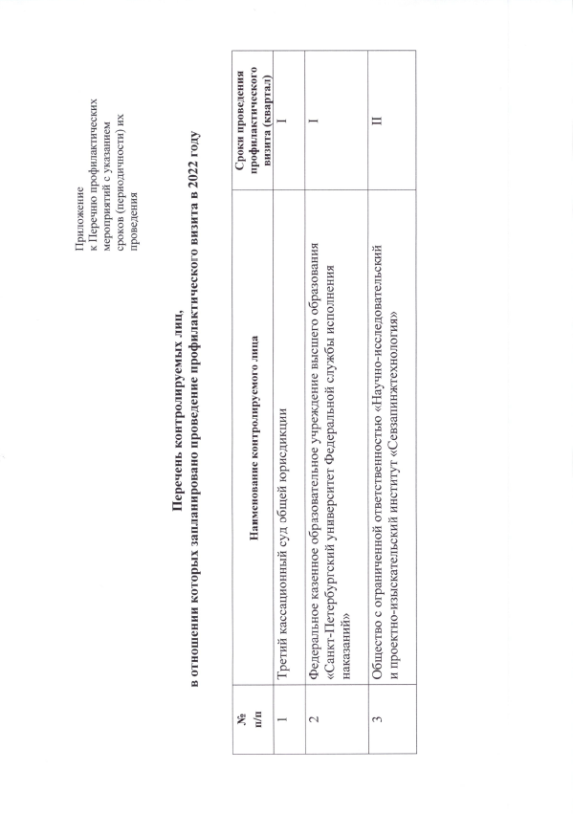 Приложение
к Перечню профилактических
мероприятий с указанием
сроков (периодичности) их
проведения
Перечень контролируемых лиц,
в отношении которых запланировано проведение профилактического визита в 2022 году
№
п/п
Наименование контролируемого лица
Сроки проведения
профилактического
визита (квартал)
1
Третий кассационный суд общей юрисдикции
I
2
Федеральное казенное образовательное учреждение высшего образования
«Санкт-Петербургский университет Федеральной службы исполнения
наказаний»
I
3
Общество с ограниченной ответственностью «Научно-исследовательский
и проектно-изыскательский институт «Севзапинжтехнология»
II